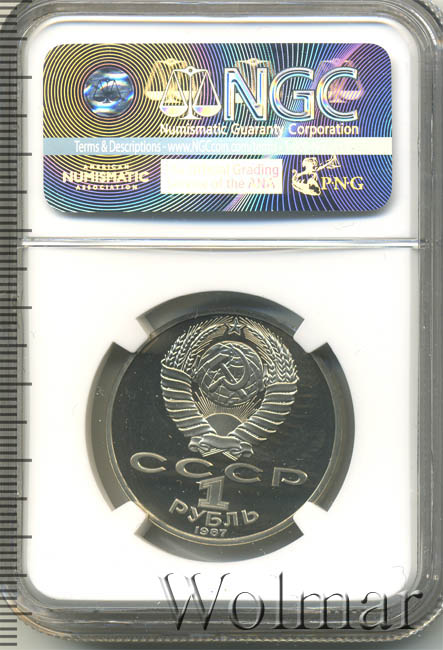 NGC
Numismatic Guaranty Corporation
Terms & Descriptions - www.NGCcoin.com/terms
AMERICAN
NUMISMATIC
ASSOCIATION
Grading
of the ANA
PNG
СССР
1
РУБЛЬ
1987
Wolmar